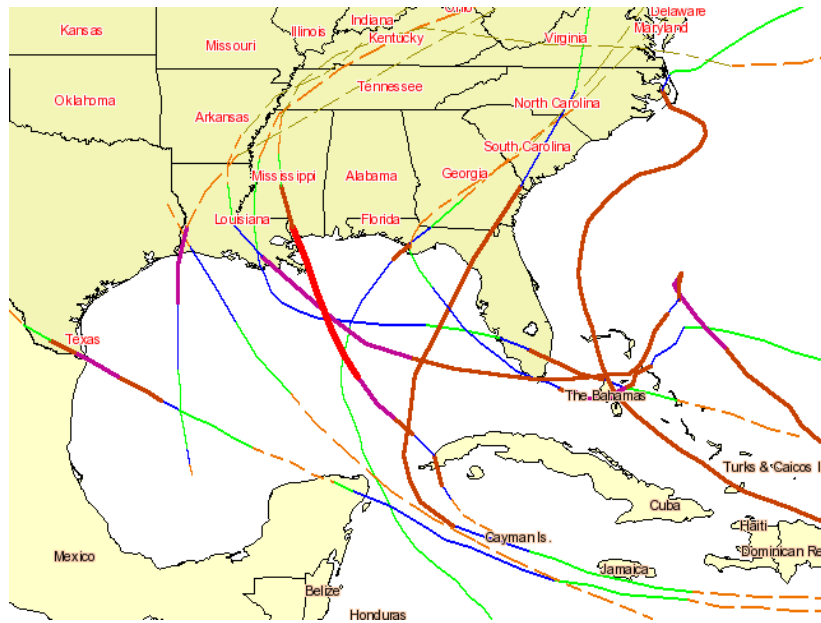 Ohio
Delaware
Indiana
Kansas
Illinois
Maryland
Kentucky
Virginia
Missouri
Tennessee
Oklahoma
North Carolina
Arkansas
South Carolina
Mississippi
Alabama
Georgia
Louisiana
Florida
Texas
The Bahamas
Turks & Caicos I
Cuba
Haiti
Cayman Is.
Mexico
Dominican Re
Jamaica
Belize
Honduras